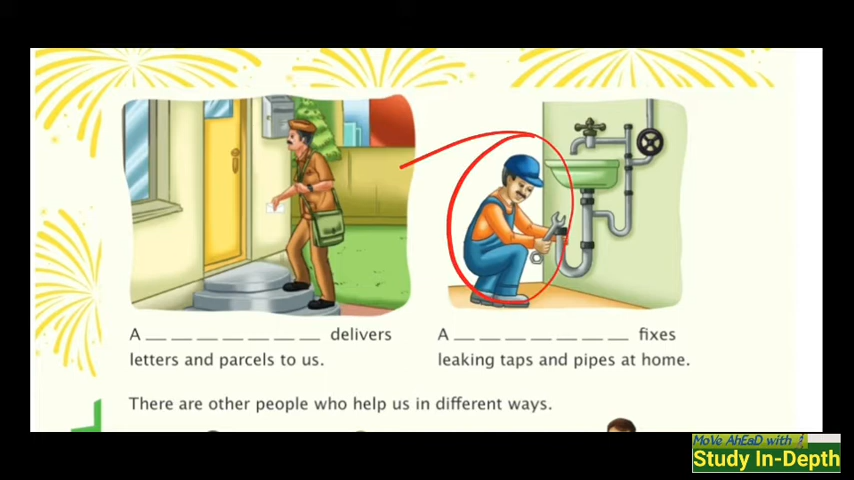 A _ _ _ _ _ _ _ delivers
letters and parcels to us.
A _ _ _ _ _ _ _ fixes
leaking taps and pipes at home.
There are other people who help us in different ways.
MoVe AhEaD with
Study In-Depth